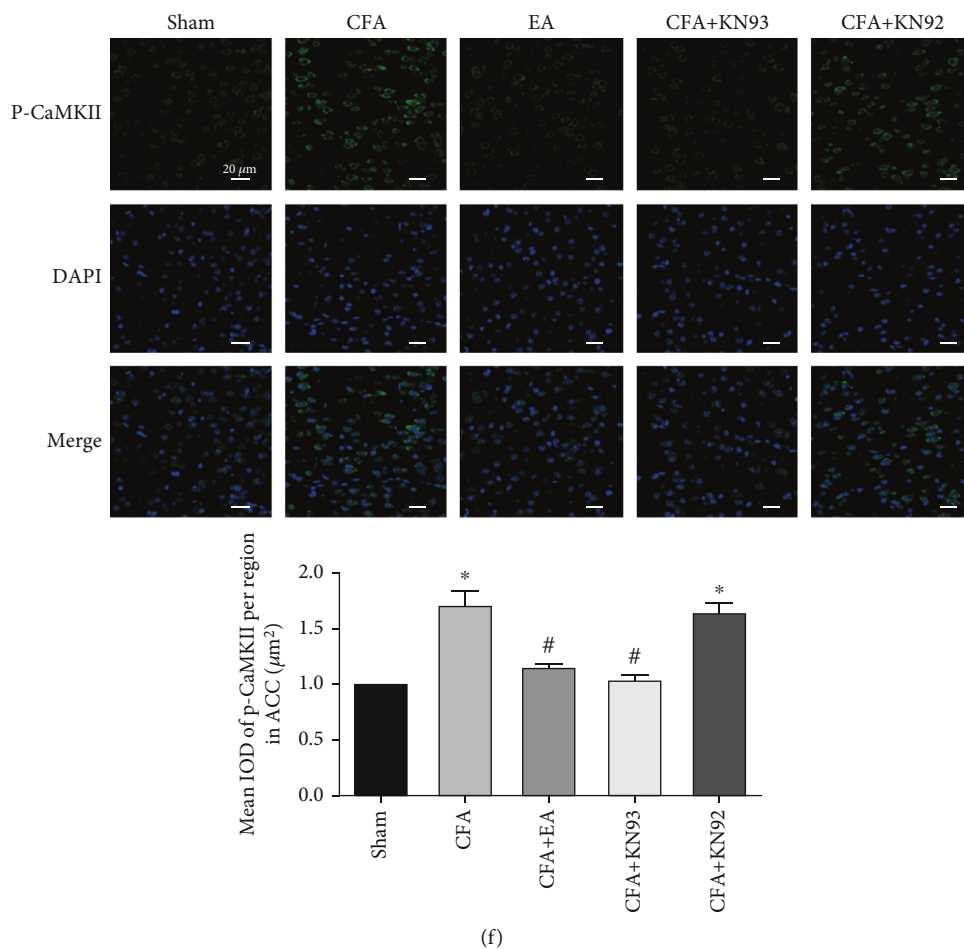 Sham CFA EA CFA+KN93 CFA+KN92
P-CaMKII
20 μm
DAPI
Merge
Mean IOD of p-CaMKII per region
in ACC (μm²)
2.0
1.5
1.0
0.5
0.0
*
#
#
*
Sham
CFA
CFA+EA
CFA+KN93
CFA+KN92
(f)